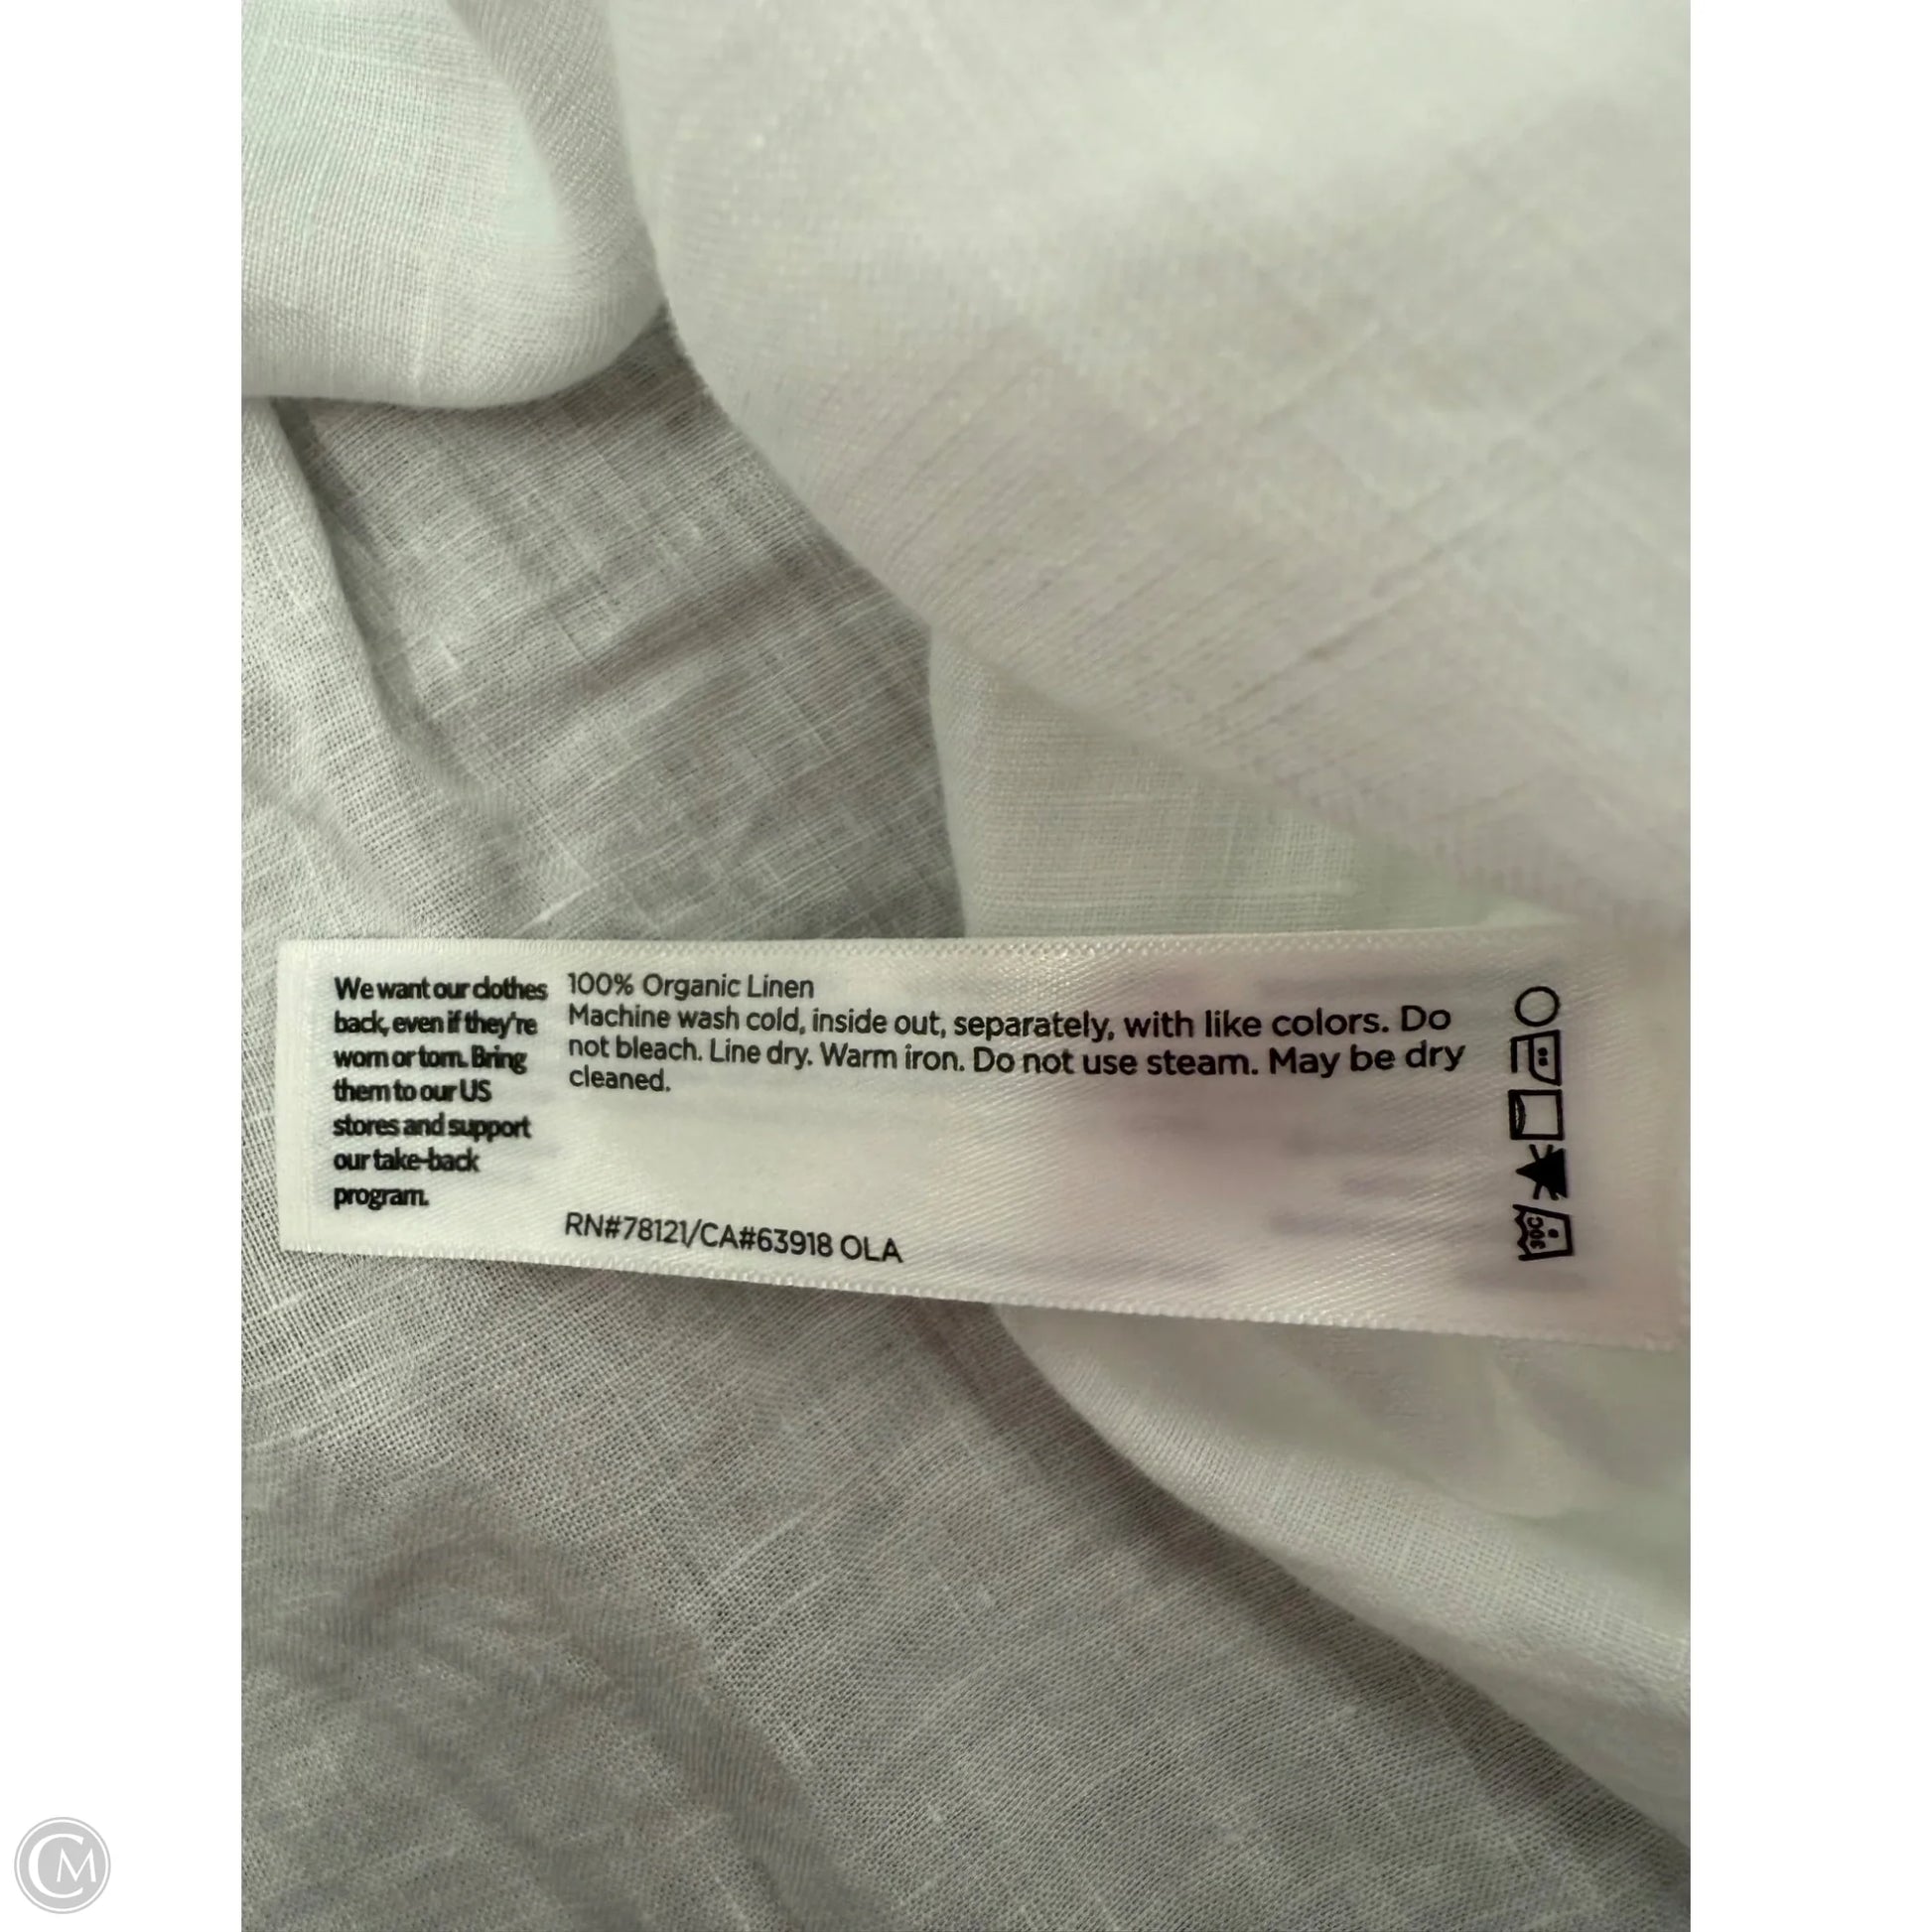 We want our clothes
back, even if they're
worn or torn. Bring
them to our US
stores and support
our take-back
program.
100% Organic Linen
Machine wash cold, inside out, separately, with like colors. Do
not bleach. Line dry. Warm iron. Do not use steam. May be dry
cleaned.
RN#78121/CA#63918 OLA
30C
CM